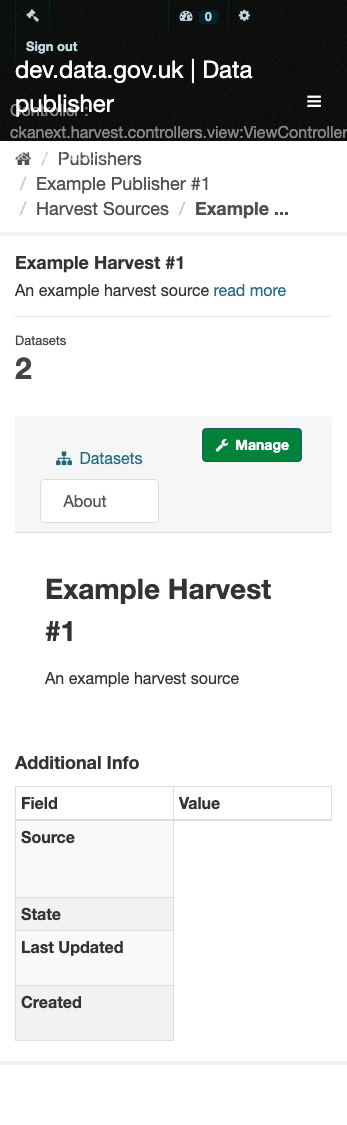 0
Sign out
dev.data.gov.uk | Data
publisher
Controller :
ckanext.harvest.controllers.view:ViewController
/ Publishers
/ Example Publisher #1
/ Harvest Sources / Example ...
Example Harvest #1
An example harvest source read more
Datasets
2
Datasets
Manage
About
Example Harvest
#1
An example harvest source
Additional Info
Field Value
Source
State
Last Updated
Created